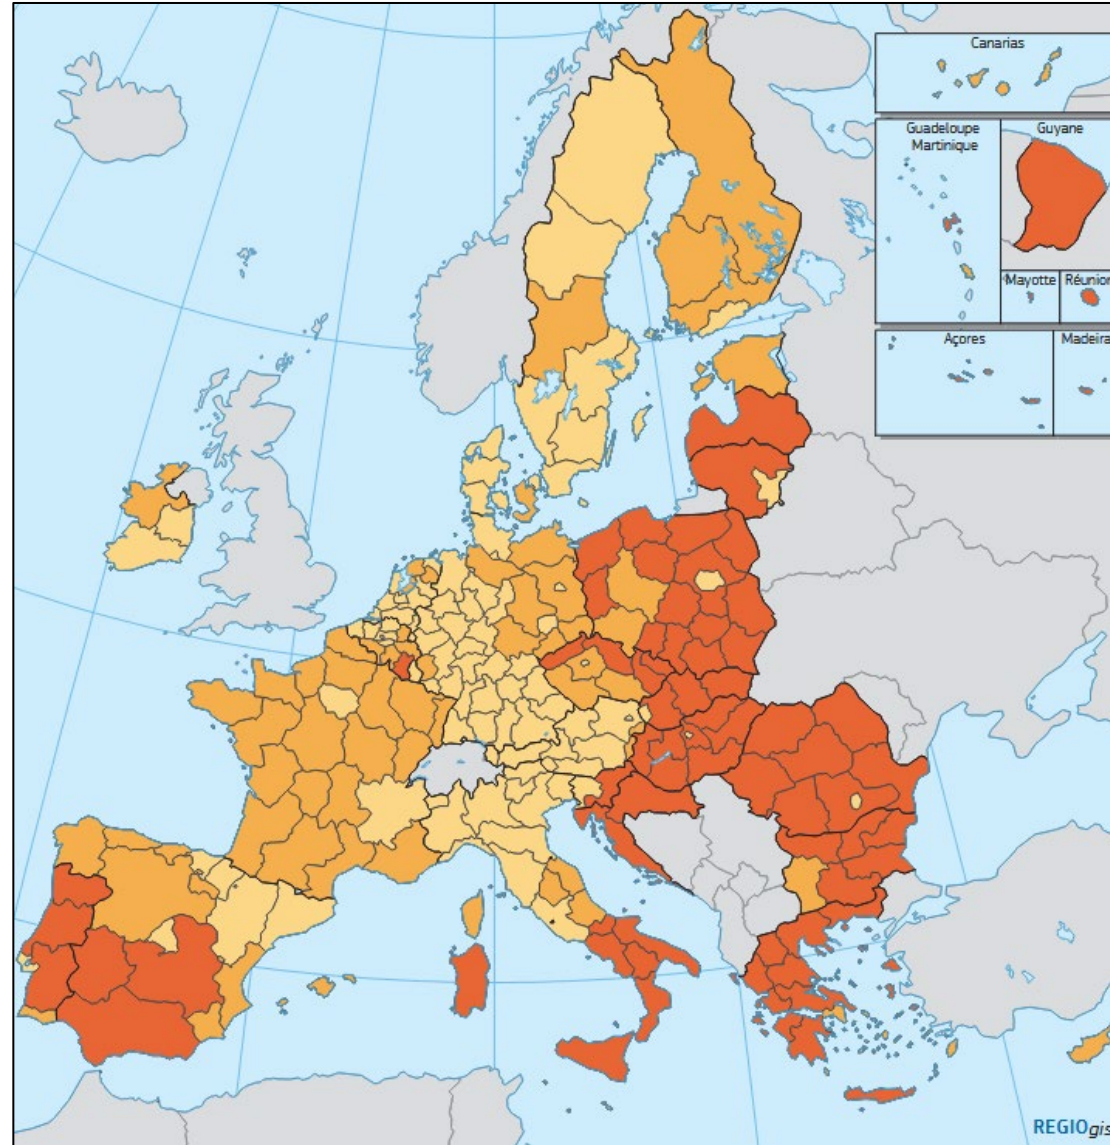 Canarias
Guadeloupe
Martinique
Guyane
Mayotte
Réunion
Açores
Madeira
REGIOgis